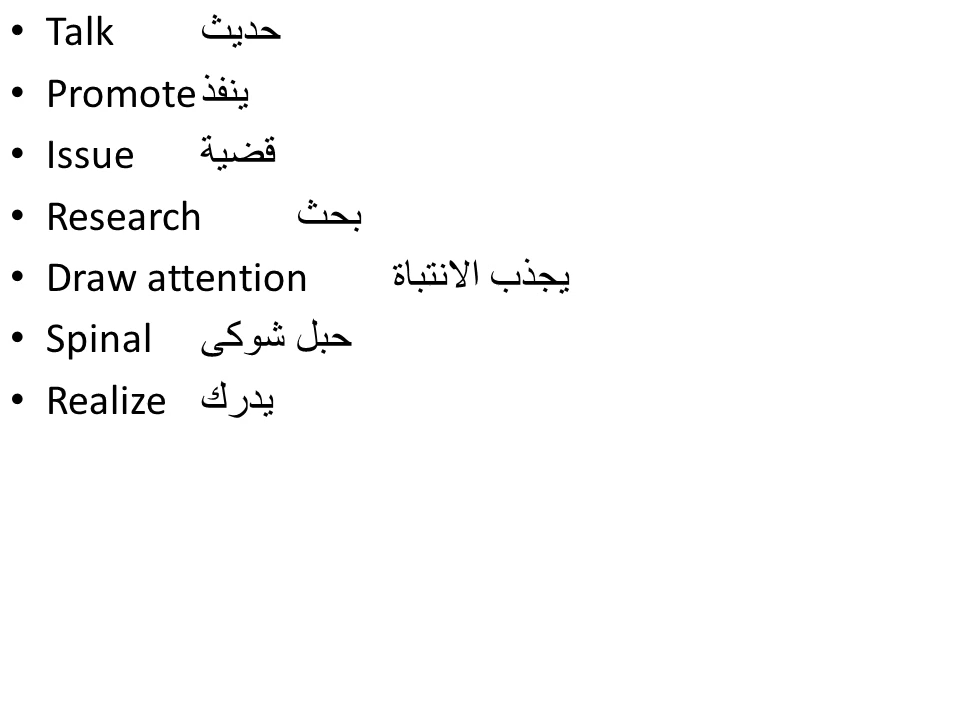 • Talk حديث
• Promote ينفذ
• Issue قضية
• Research بحث
• Draw attention يجذب الانتباة
• Spinal حبل شوكى
• Realize يدرك